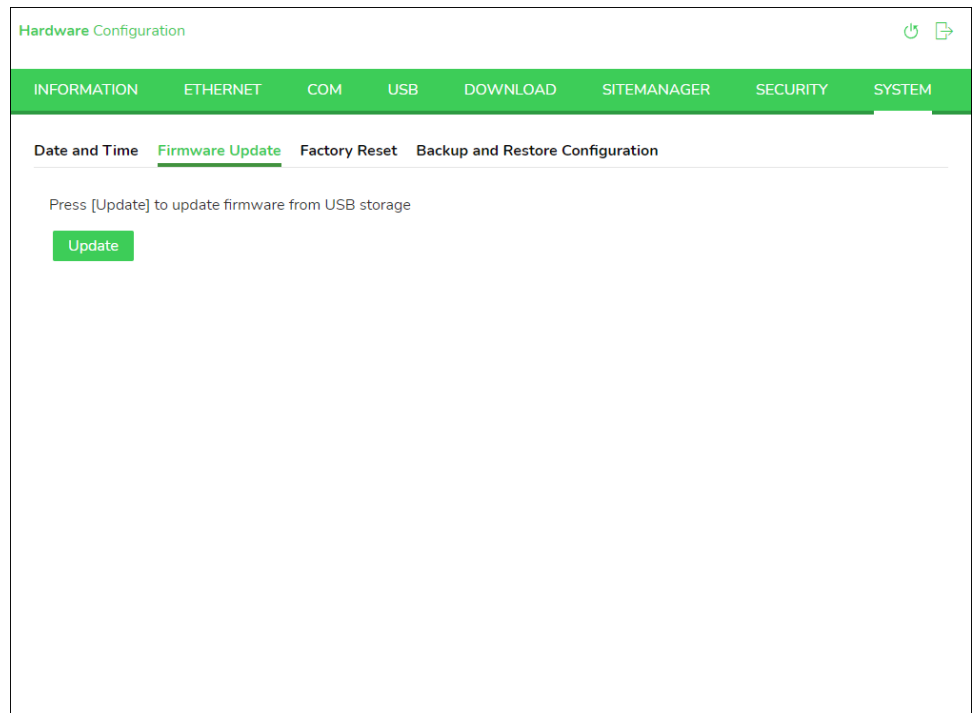 Hardware Configuration
INFORMATION ETHERNET COM USB DOWNLOAD SITEMANAGER SECURITY SYSTEM
Date and Time Firmware Update Factory Reset Backup and Restore Configuration
Press [Update] to update firmware from USB storage
Update